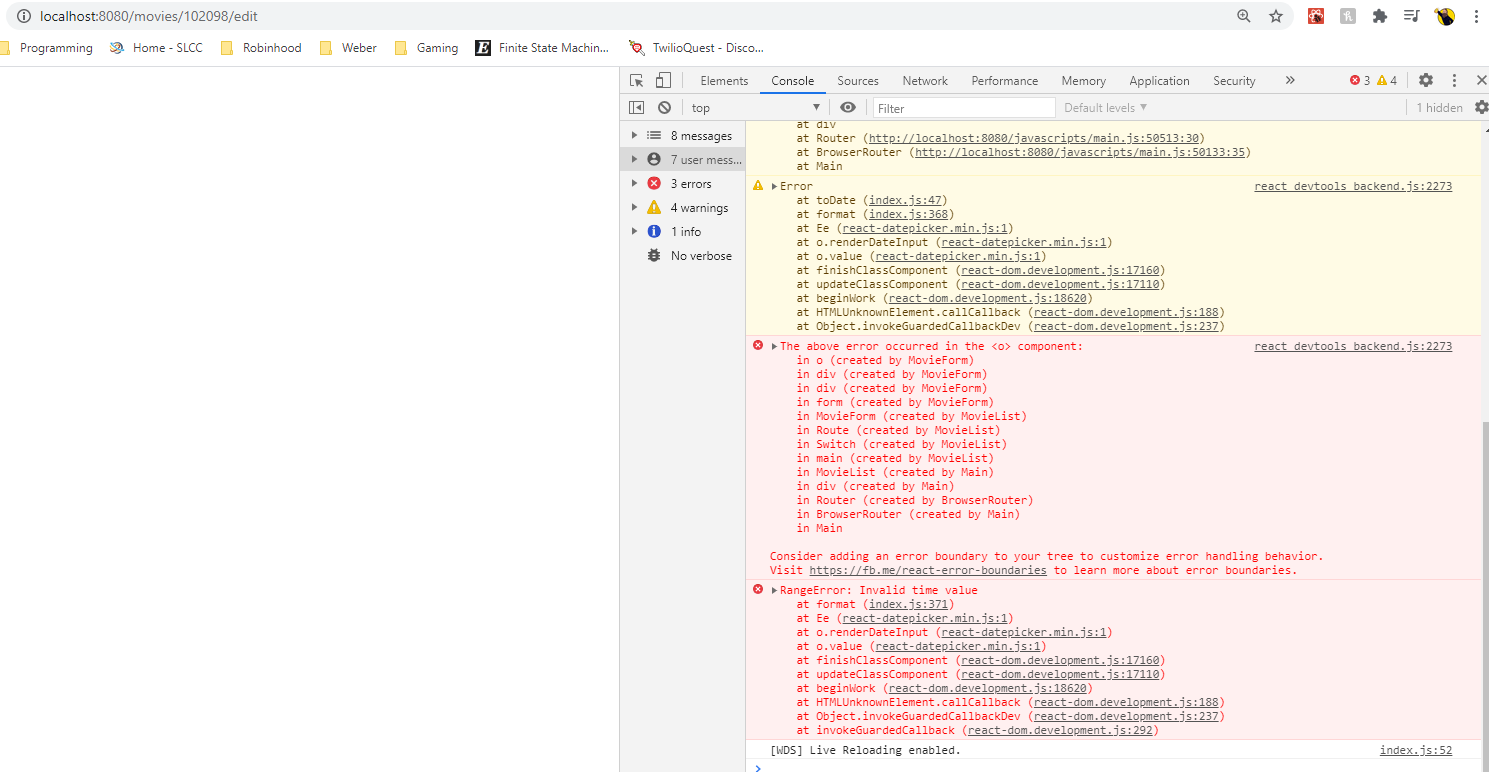 localhost:8080/movies/102098/edit
Programming
Home - SLCC
Robinhood
Weber
Gaming
Finite State Machin...
TwilioQuest - Disco...
Elements
Console
Sources
Network
Performance
Memory
Application
Security
»
3
4
top
Filter
Default levels
1 hidden
8 messages
7 user mess...
3 errors
4 warnings
1 info
No verbose
at div
at Router (http://localhost:8080/javascripts/main.js:50513:30)
at BrowserRouter (http://localhost:8080/javascripts/main.js:50133:35)
at Main
Error react_devtools_backend.js:2273
at toDate (index.js:47)
at format (index.js:368)
at Ee (react-datepicker.min.js:1)
at o.renderDateInput (react-datepicker.min.js:1)
at o.value (react-datepicker.min.js:1)
at finishClassComponent (react-dom.development.js:17160)
at updateClassComponent (react-dom.development.js:17110)
at beginWork (react-dom.development.js:18620)
at HTMLUnknownElement.callCallback (react-dom.development.js:188)
at Object.invokeGuardedCallbackDev (react-dom.development.js:237)
The above error occurred in the <o> component: react_devtools_backend.js:2273
in o (created by MovieForm)
in div (created by MovieForm)
in div (created by MovieForm)
in form (created by MovieForm)
in MovieForm (created by MovieList)
in Route (created by MovieList)
in Switch (created by MovieList)
in main (created by MovieList)
in MovieList (created by Main)
in div (created by Main)
in Router (created by BrowserRouter)
in BrowserRouter (created by Main)
in Main
Consider adding an error boundary to your tree to customize error handling behavior.
Visit https://fb.me/react-error-boundaries to learn more about error boundaries.
RangeError: Invalid time value
at format (index.js:371)
at Ee (react-datepicker.min.js:1)
at o.renderDateInput (react-datepicker.min.js:1)
at o.value (react-datepicker.min.js:1)
at finishClassComponent (react-dom.development.js:17160)
at updateClassComponent (react-dom.development.js:17110)
at beginWork (react-dom.development.js:18620)
at HTMLUnknownElement.callCallback (react-dom.development.js:188)
at Object.invokeGuardedCallbackDev (react-dom.development.js:237)
at invokeGuardedCallback (react-dom.development.js:292)
[WDS] Live Reloading enabled. index.js:52